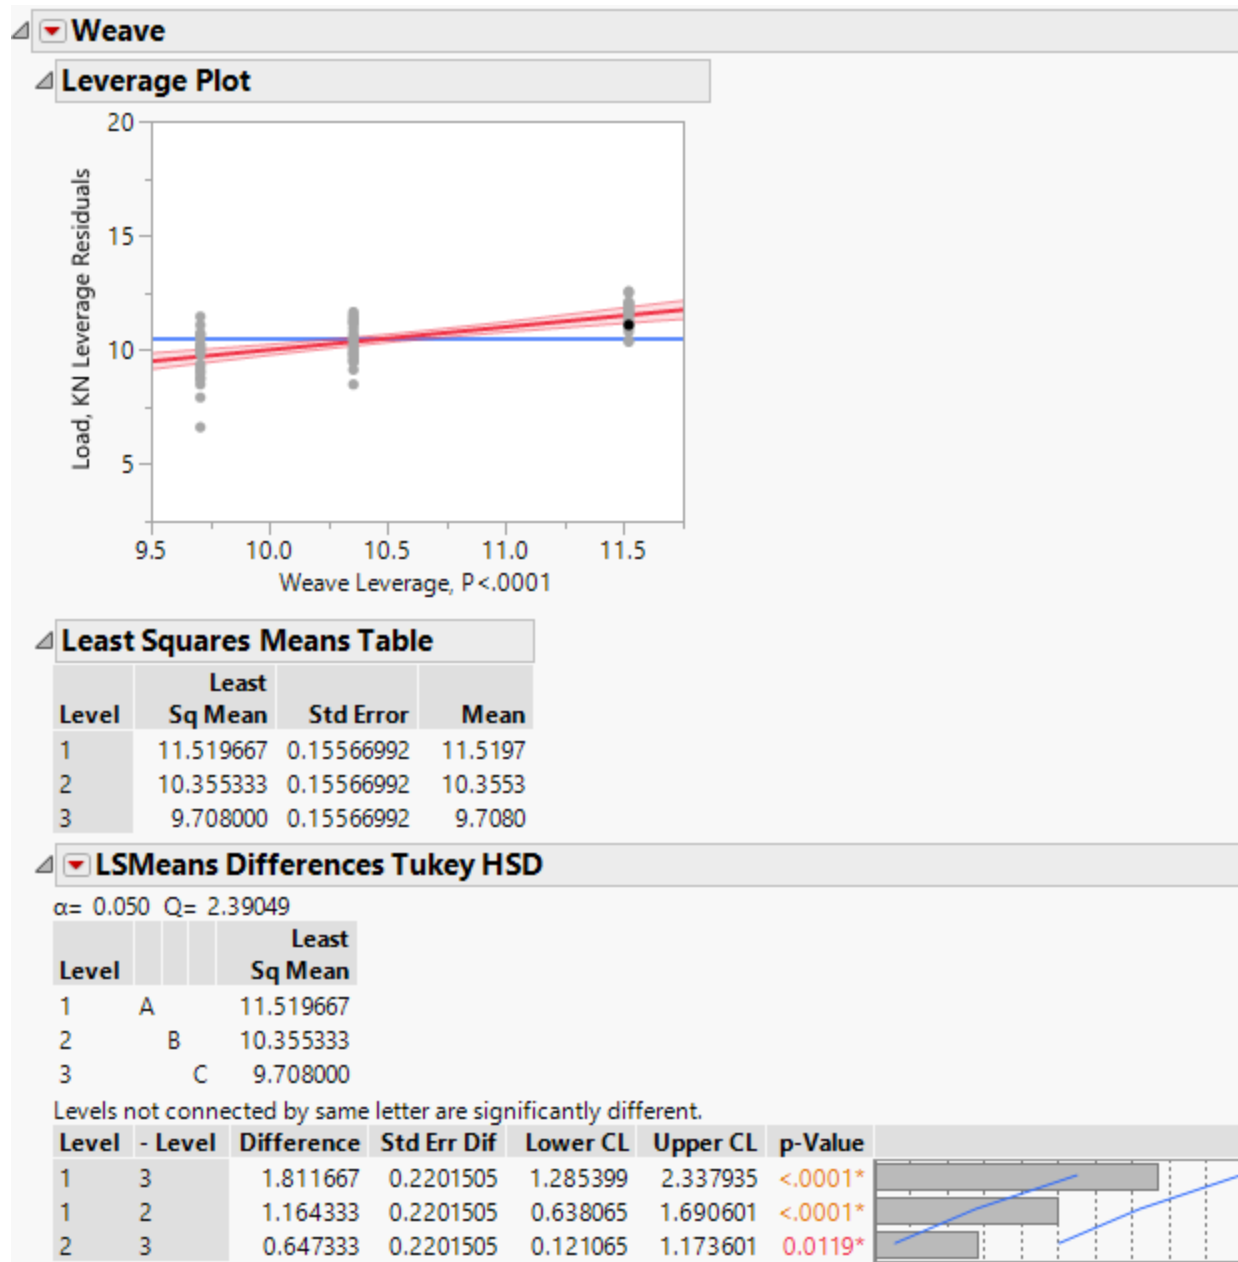 Weave
Leverage Plot
20
15
10
5
Load, KN Leverage Residuals
9.5 10.0 10.5 11.0 11.5
Weave Leverage, P<.0001
Least Squares Means Table
Least
Level Sq Mean Std Error Mean
1 11.519667 0.15566992 11.5197
2 10.355333 0.15566992 10.3553
3 9.708000 0.15566992 9.7080
LSMeans Differences Tukey HSD
α= 0.050 Q= 2.39049
Least
Level Sq Mean
1 A 11.519667
2 B 10.355333
3 C 9.708000
Levels not connected by same letter are significantly different.
Level - Level Difference Std Err Dif Lower CL Upper CL p-Value
1 3 1.811667 0.2201505 1.285399 2.337935 <.0001*
1 2 1.164333 0.2201505 0.638065 1.690601 <.0001*
2 3 0.647333 0.2201505 0.121065 1.173601 0.0119*